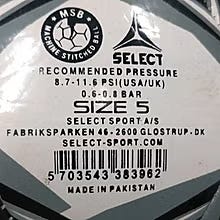 MSB
MACHINE STITCHED BALL
SELECT
RECOMMENDED PRESSURE
8.7-11.6 PSI(USA/UK)
0.6-0.8 BAR
SIZE 5
SELECT SPORT A/S
FABRIKSPARKEN 46-2600 GLOSTRUP-DK
SELECT-SPORT.COM
5 703543 383962
MADE IN PAKISTAN